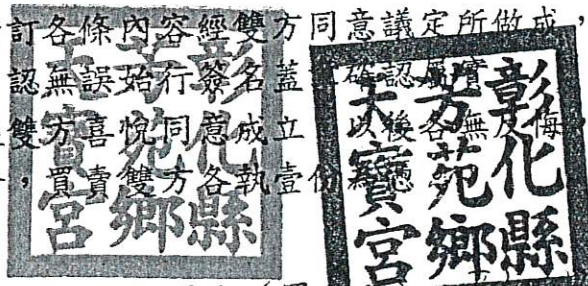 訂各條內容經雙方同意議定所做成,
認無誤始行簽名蓋 確認屬實
雙方喜悅同意成立 以後各無反悔
,買賣雙方各執壹份為憑
彰化縣
芳苑鄉
天寶宮
彰化縣
芳苑鄉
天寶宮